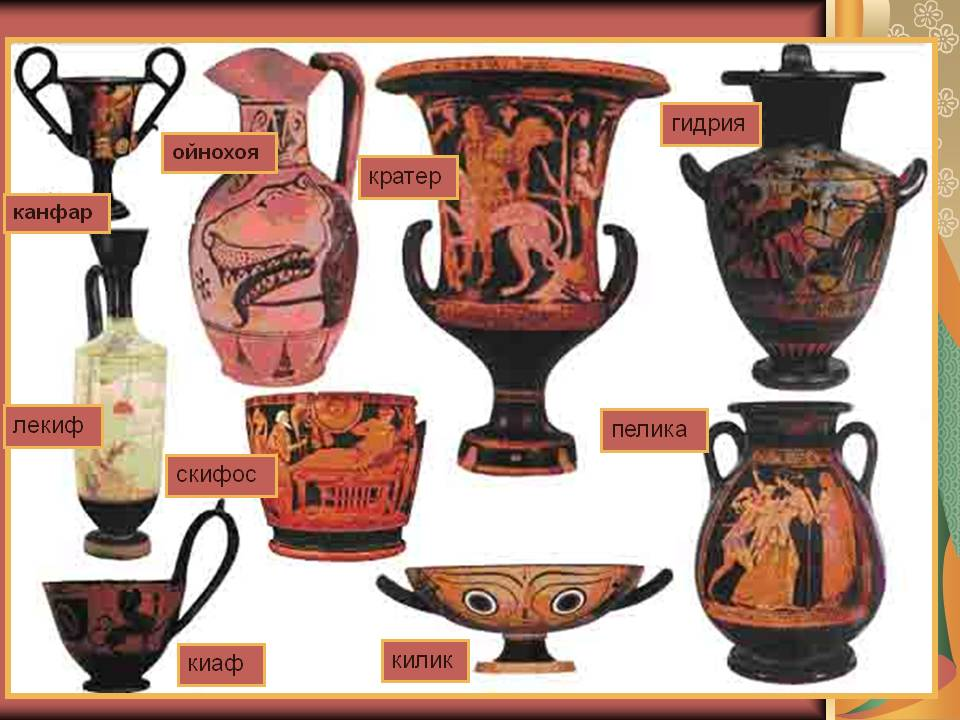 гидрия
ойнохоя
кратер
канфар
лекиф
пелика
скифос
киаф
килик